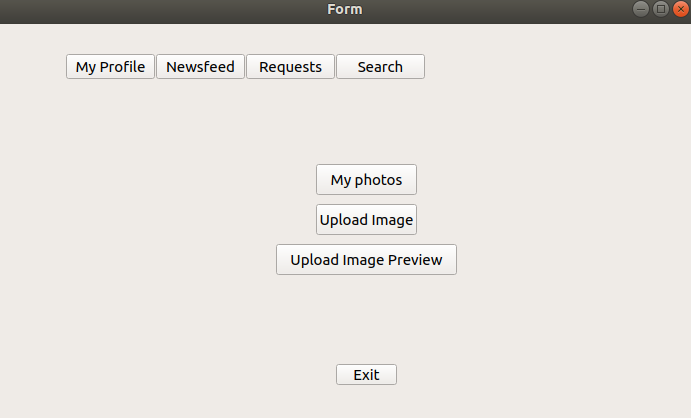 Form
My Profile Newsfeed Requests Search
My photos
Upload Image
Upload Image Preview
Exit